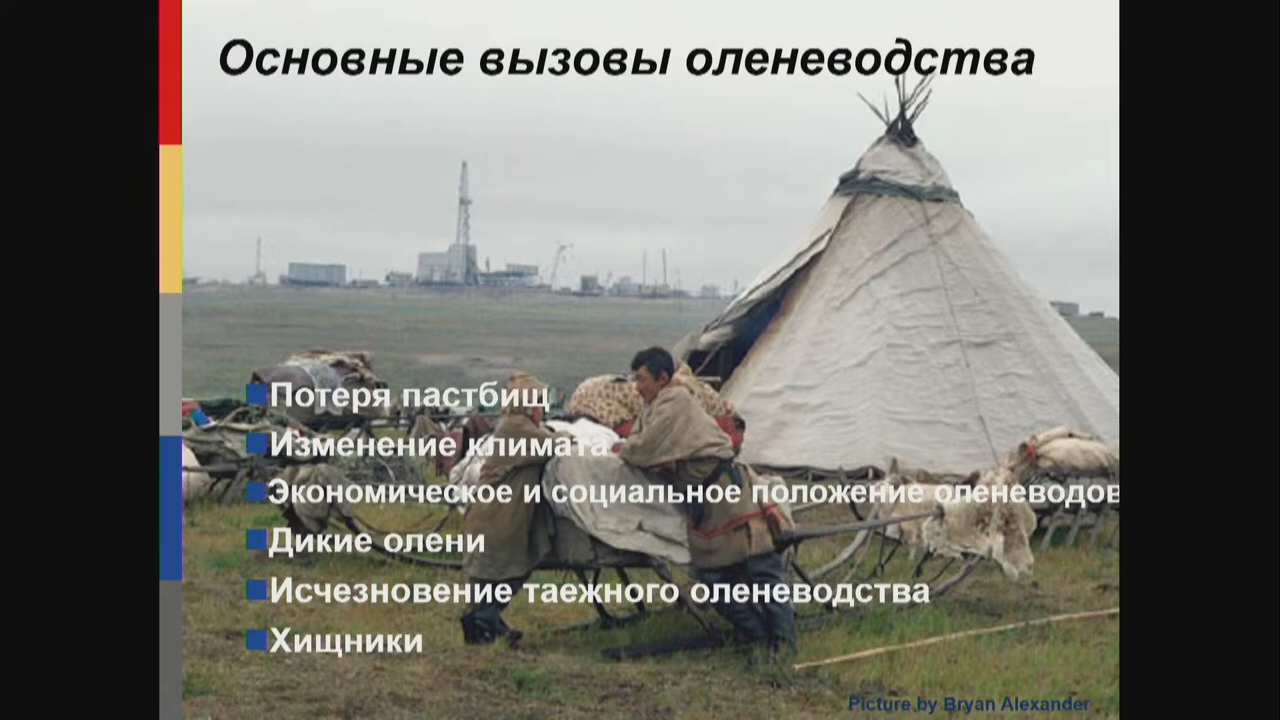 Основные вызовы оленеводства
Потеря пастбищ
Изменение климата
Экономическое и социальное положение оленеводов
Дикие олени
Исчезновение таежного оленеводства
Хищники
Picture by Bryan Alexander